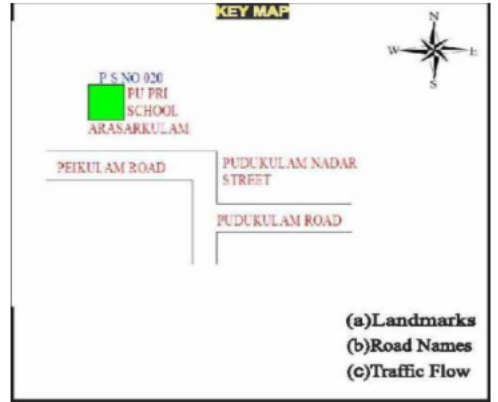 KEY MAP
N
W
E
S
P S NO 020
PU PRI
SCHOOL
ARASARKULAM
PEIKULAM ROAD
PUDUKULAM NADAR
STREET
PUDUKULAM ROAD
(a)Landmarks
(b)Road Names
(c)Traffic Flow